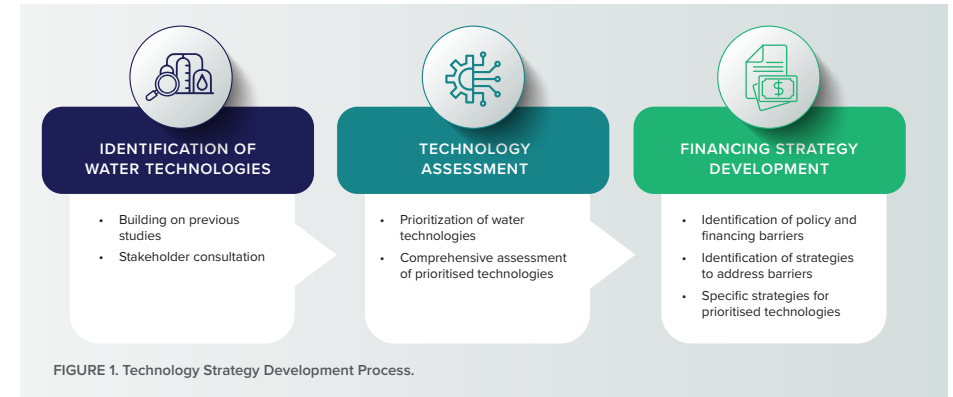 IDENTIFICATION OF
WATER TECHNOLOGIES
• Building on previous
studies
• Stakeholder consultation
TECHNOLOGY
ASSESSMENT
• Prioritization of water
technologies
• Comprehensive assessment
of prioritised technologies
$
FINANCING STRATEGY
DEVELOPMENT
• Identification of policy and
financing barriers
• Identification of strategies
to address barriers
• Specific strategies for
prioritised technologies
FIGURE 1. Technology Strategy Development Process.